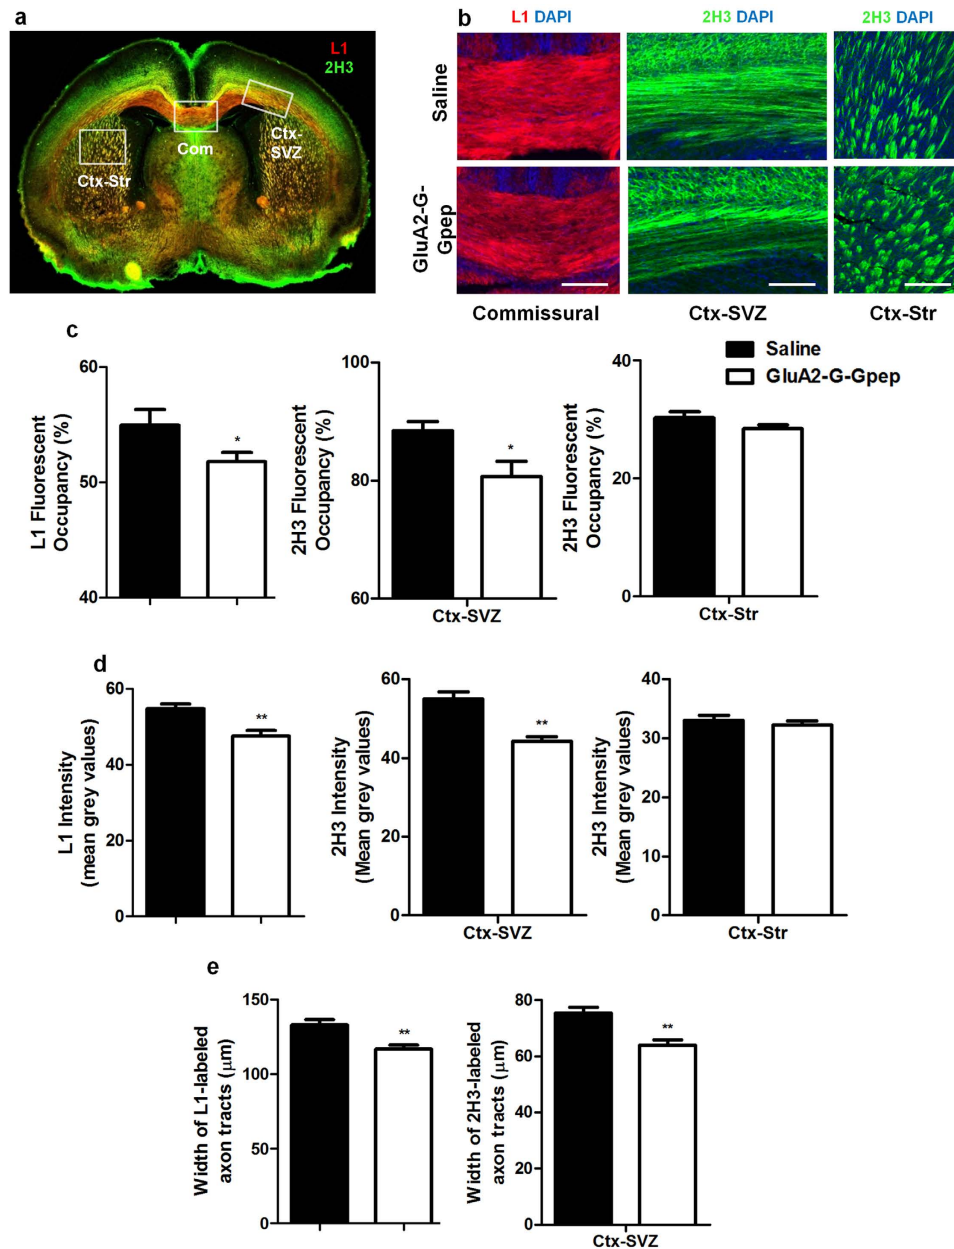 a
L1
2H3
Com
Ctx-
SVZ
Ctx-Str
b
L1 DAPI
2H3 DAPI
2H3 DAPI
Saline
GluA2-G-
Gpep
Commissural
Ctx-SVZ
Ctx-Str
c
Saline
GluA2-G-Gpep
L1 Fluorescent
Occupancy (%)
60
50
40
*
2H3 Fluorescent
Occupancy (%)
100
80
60
*
Ctx-SVZ
2H3 Fluorescent
Occupancy (%)
40
20
0
Ctx-Str
d
L1 Intensity
(mean grey values)
60
40
20
0
**
2H3 Intensity
(Mean grey values)
60
40
20
0
**
Ctx-SVZ
2H3 Intensity
(Mean grey values)
40
30
20
10
0
Ctx-Str
e
Width of L1-labeled
axon tracts (μm)
150
100
50
0
**
Width of 2H3-labeled
axon tracts (μm)
80
60
40
20
0
**
Ctx-SVZ